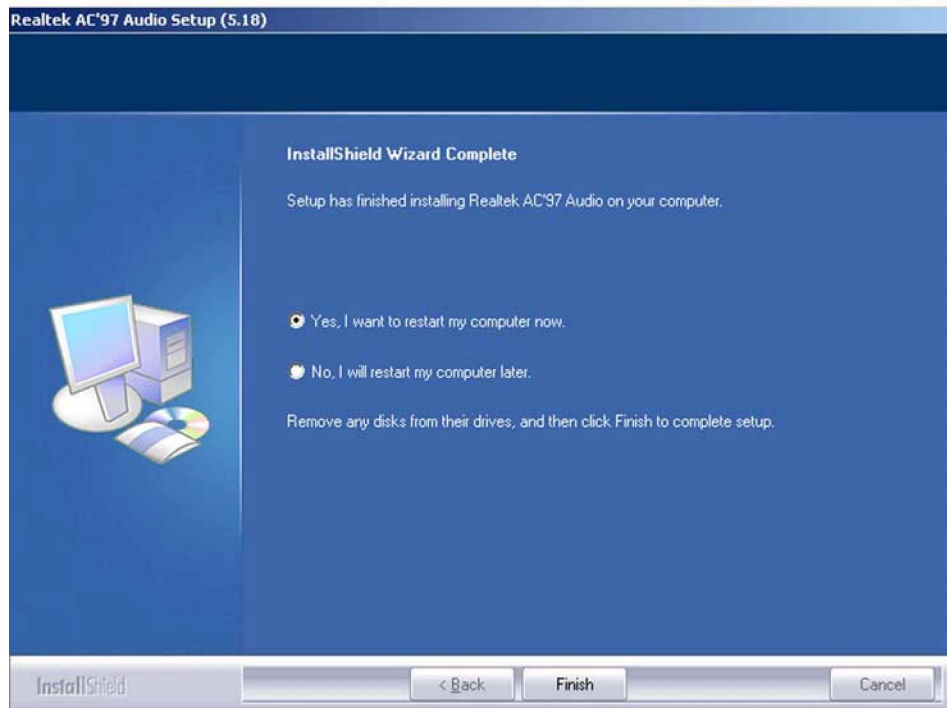 Realtek AC'97 Audio Setup (5.18)
InstallShield Wizard Complete
Setup has finished installing Realtek AC'97 Audio on your computer.
Yes, I want to restart my computer now.
No, I will restart my computer later.
Remove any disks from their drives, and then click Finish to complete setup.
InstallShield
< Back
Finish
Cancel